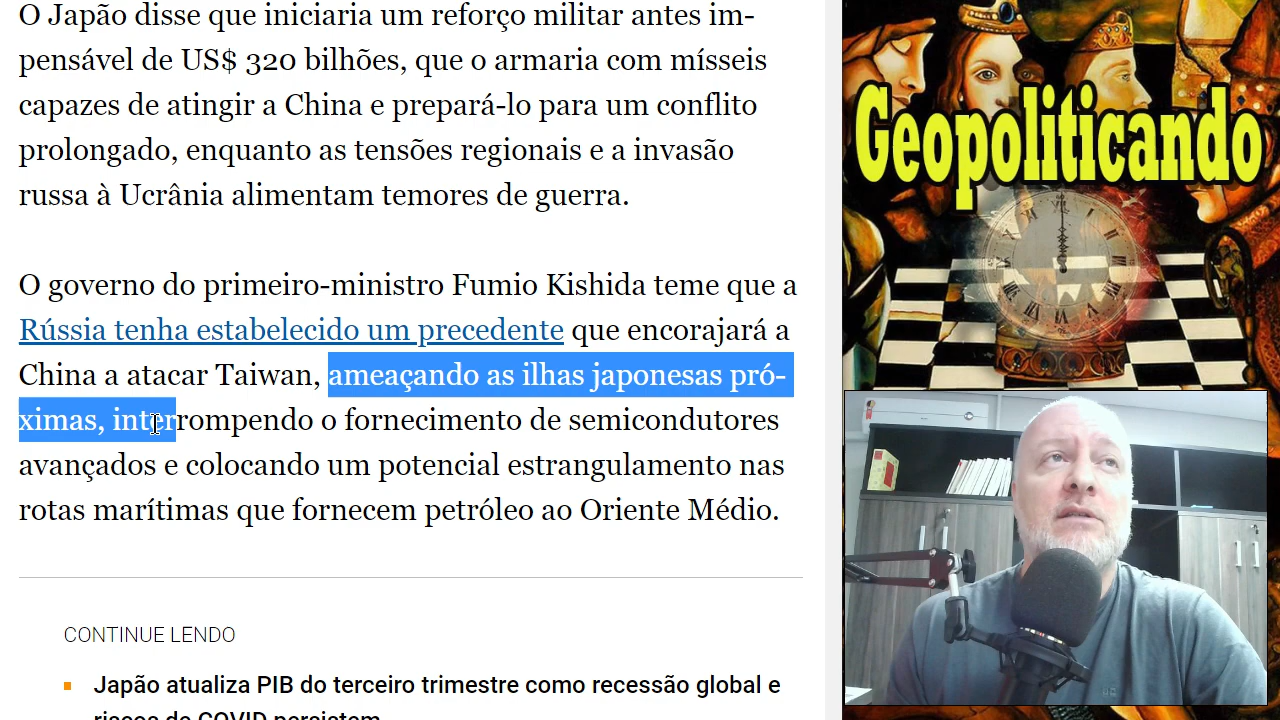 O Japão disse que iniciaria um reforço militar antes im-
pensável de US$ 320 bilhões, que o armaria com mísseis
capazes de atingir a China e prepará-lo para um conflito
prolongado, enquanto as tensões regionais e a invasão
russa à Ucrânia alimentam temores de guerra.
O governo do primeiro-ministro Fumio Kishida teme que a
Rússia tenha estabelecido um precedente que encorajará a
China a atacar Taiwan, ameaçando as ilhas japonesas pró-
ximas, interrompendo o fornecimento de semicondutores
avançados e colocando um potencial estrangulamento nas
rotas marítimas que fornecem petróleo ao Oriente Médio.
CONTINUE LENDO
Japão atualiza PIB do terceiro trimestre como recessão global e
riscos de COVID persistem
Geopoliticando